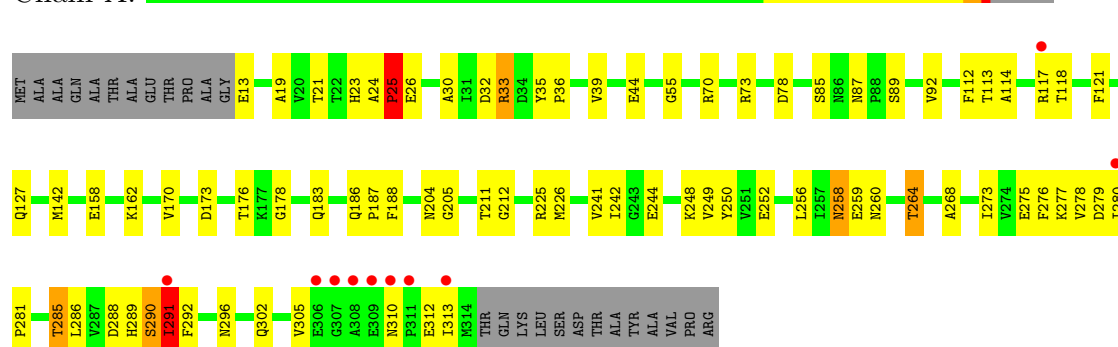 MET ALA ALA GLN ALA ALA THR ALA GLU THR PRO ALA GLY E13 A19 V20 T21 T22 H23 A24 P25 E26 A30 I31 D32 R33 D34 Y35 P36 V39 E44 G55 R70 R73 D78 S85 N86 N87 P88 S89 V92 F112 T113 A114 R117 T118 F121
Q127 M142 E158 K162 V170 D173 T176 K177 G178 Q183 Q186 P187 F188 N204 G205 T211 G212 R225 M226 V241 I242 G243 E244 K248 V249 Y250 V251 E252 L256 I257 N258 E259 N260 T264 A268 I273 V274 E275 F276 K277 V278 D279
P281 T285 L286 V287 D288 H289 S290 I291 F292 N296 Q302 V305 E306 G307 A308 E309 N310 P311 E312 I313 M314 THR GLN LYS LEU SER ASP THR ALA TYR ALA VAL PRO ARG